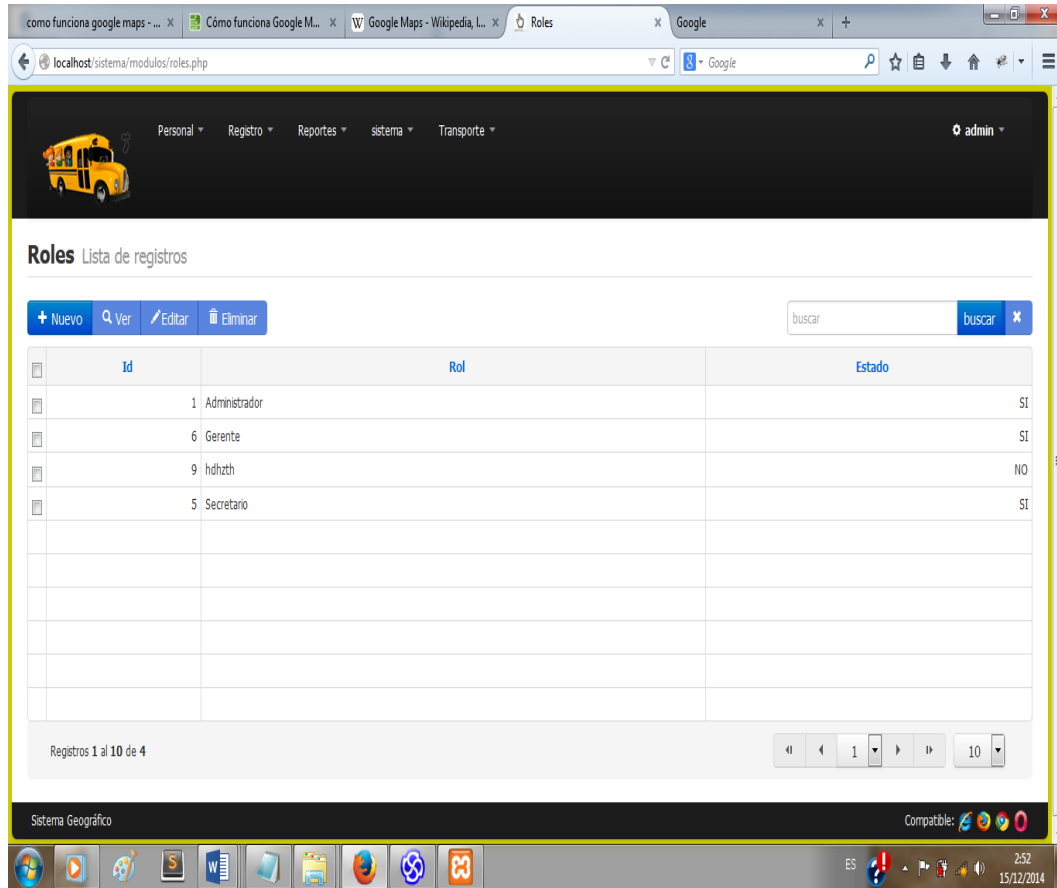 como funciona google maps - ...
Cómo funciona Google M...
W Google Maps - Wikipedia, l...
Roles
Google
localhost/sistema/modulos/roles.php
8 Google
Personal
Registro
Reportes
sistema
Transporte
admin
Roles Lista de registros
Nuevo
Ver
Editar
Eliminar
buscar
buscar
Id Rol Estado
1 Administrador SI
6 Gerente SI
9 hdhzth NO
5 Secretario SI
Registros 1 al 10 de 4
1
10
Sistema Geográfico
Compatible:
ES
2:52
15/12/2014